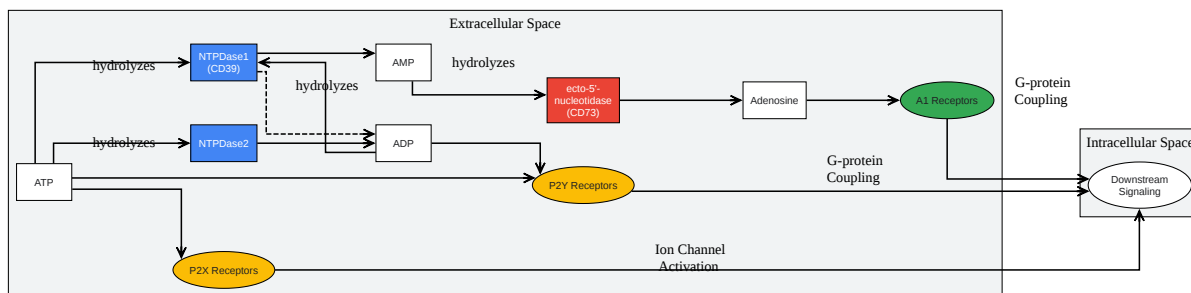 Extracellular Space
hydrolyzes
NTPDase1
(CD39)
AMP
hydrolyzes
hydrolyzes
ecto-5'-
nucleotidase
(CD73)
Adenosine
A1 Receptors
G-protein
Coupling
hydrolyzes
NTPDase2
ADP
Intracellular Space
ATP
P2Y Receptors
G-protein
Coupling
Downstream
Signaling
P2X Receptors
Ion Channel
Activation